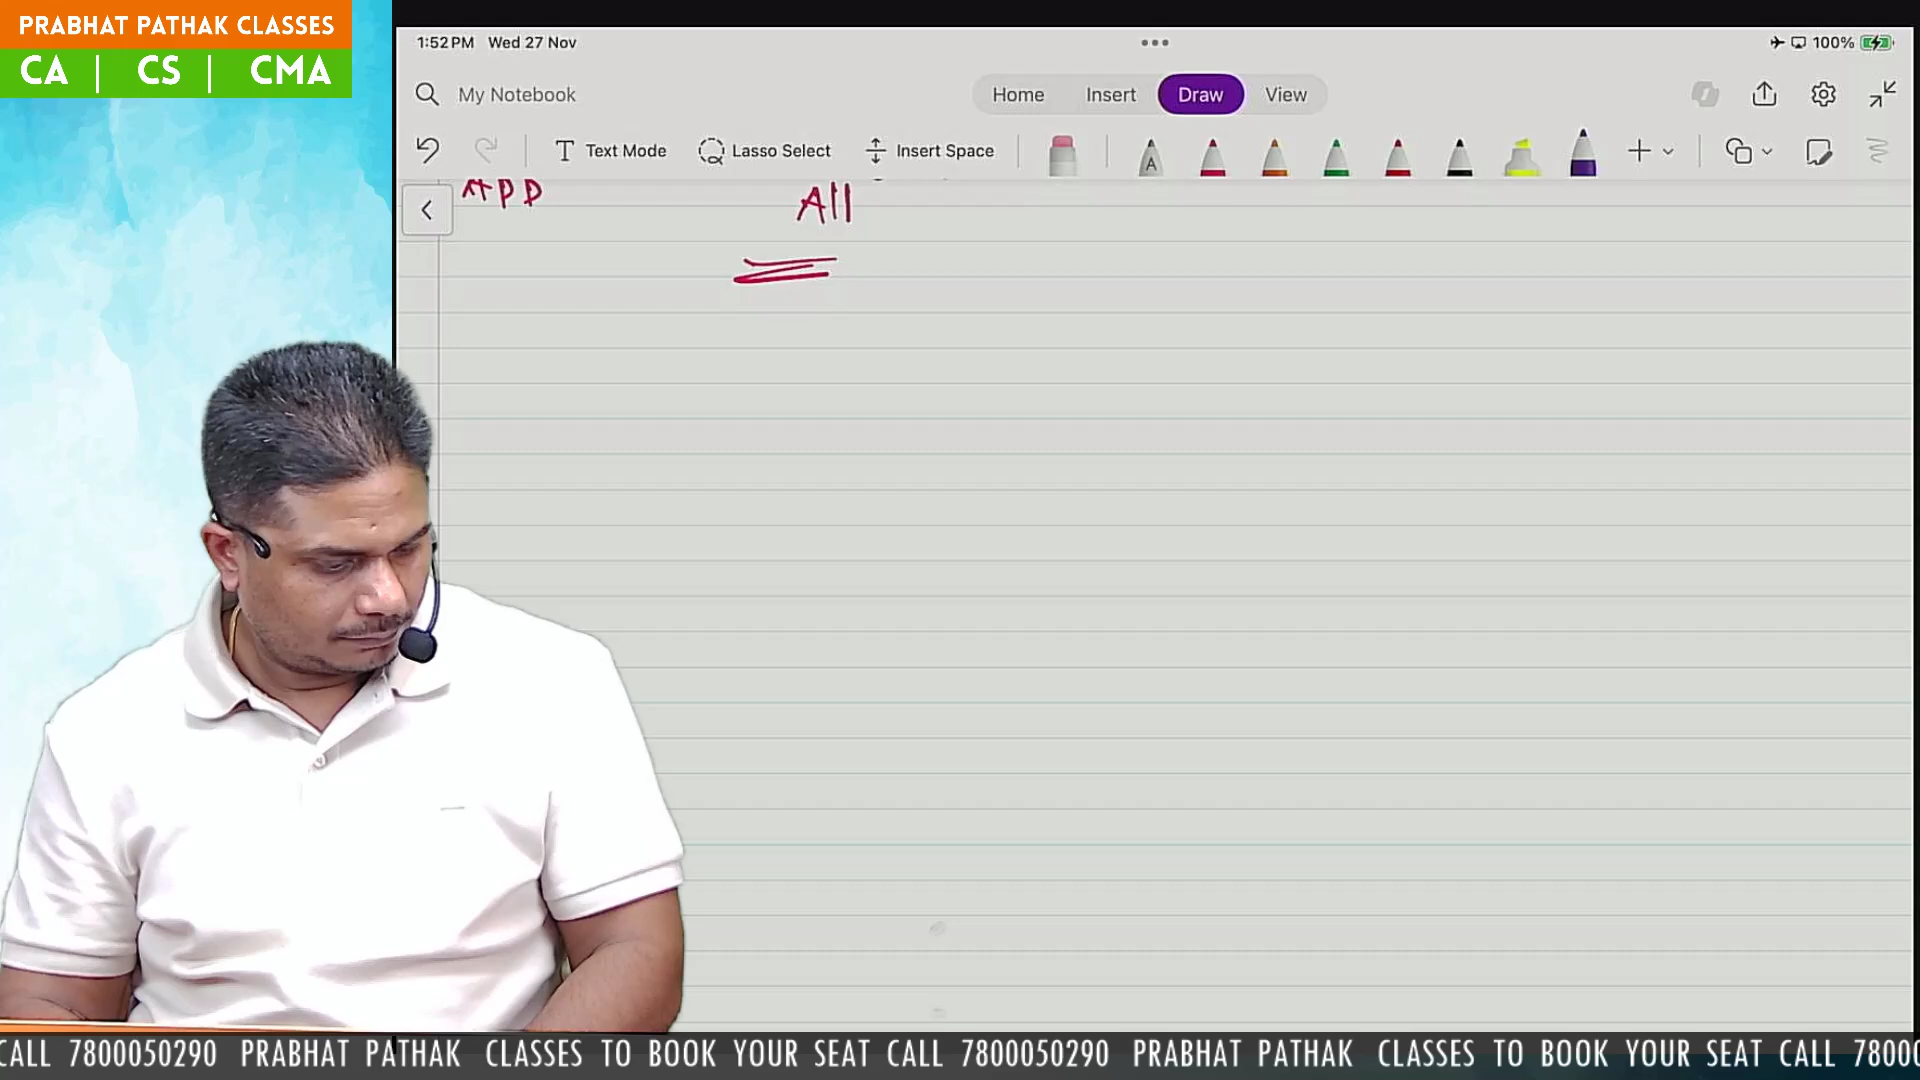 PRABHAT PATHAK CLASSES
CA | CS | CMA
1:52 PM Wed 27 Nov
100%
My Notebook
Home Insert Draw View
Text Mode Lasso Select Insert Space
A
APP
All
CALL 7800050290 PRABHAT PATHAK CLASSES TO BOOK YOUR SEAT CALL 7800050290 PRABHAT PATHAK CLASSES TO BOOK YOUR SEAT CALL 7800